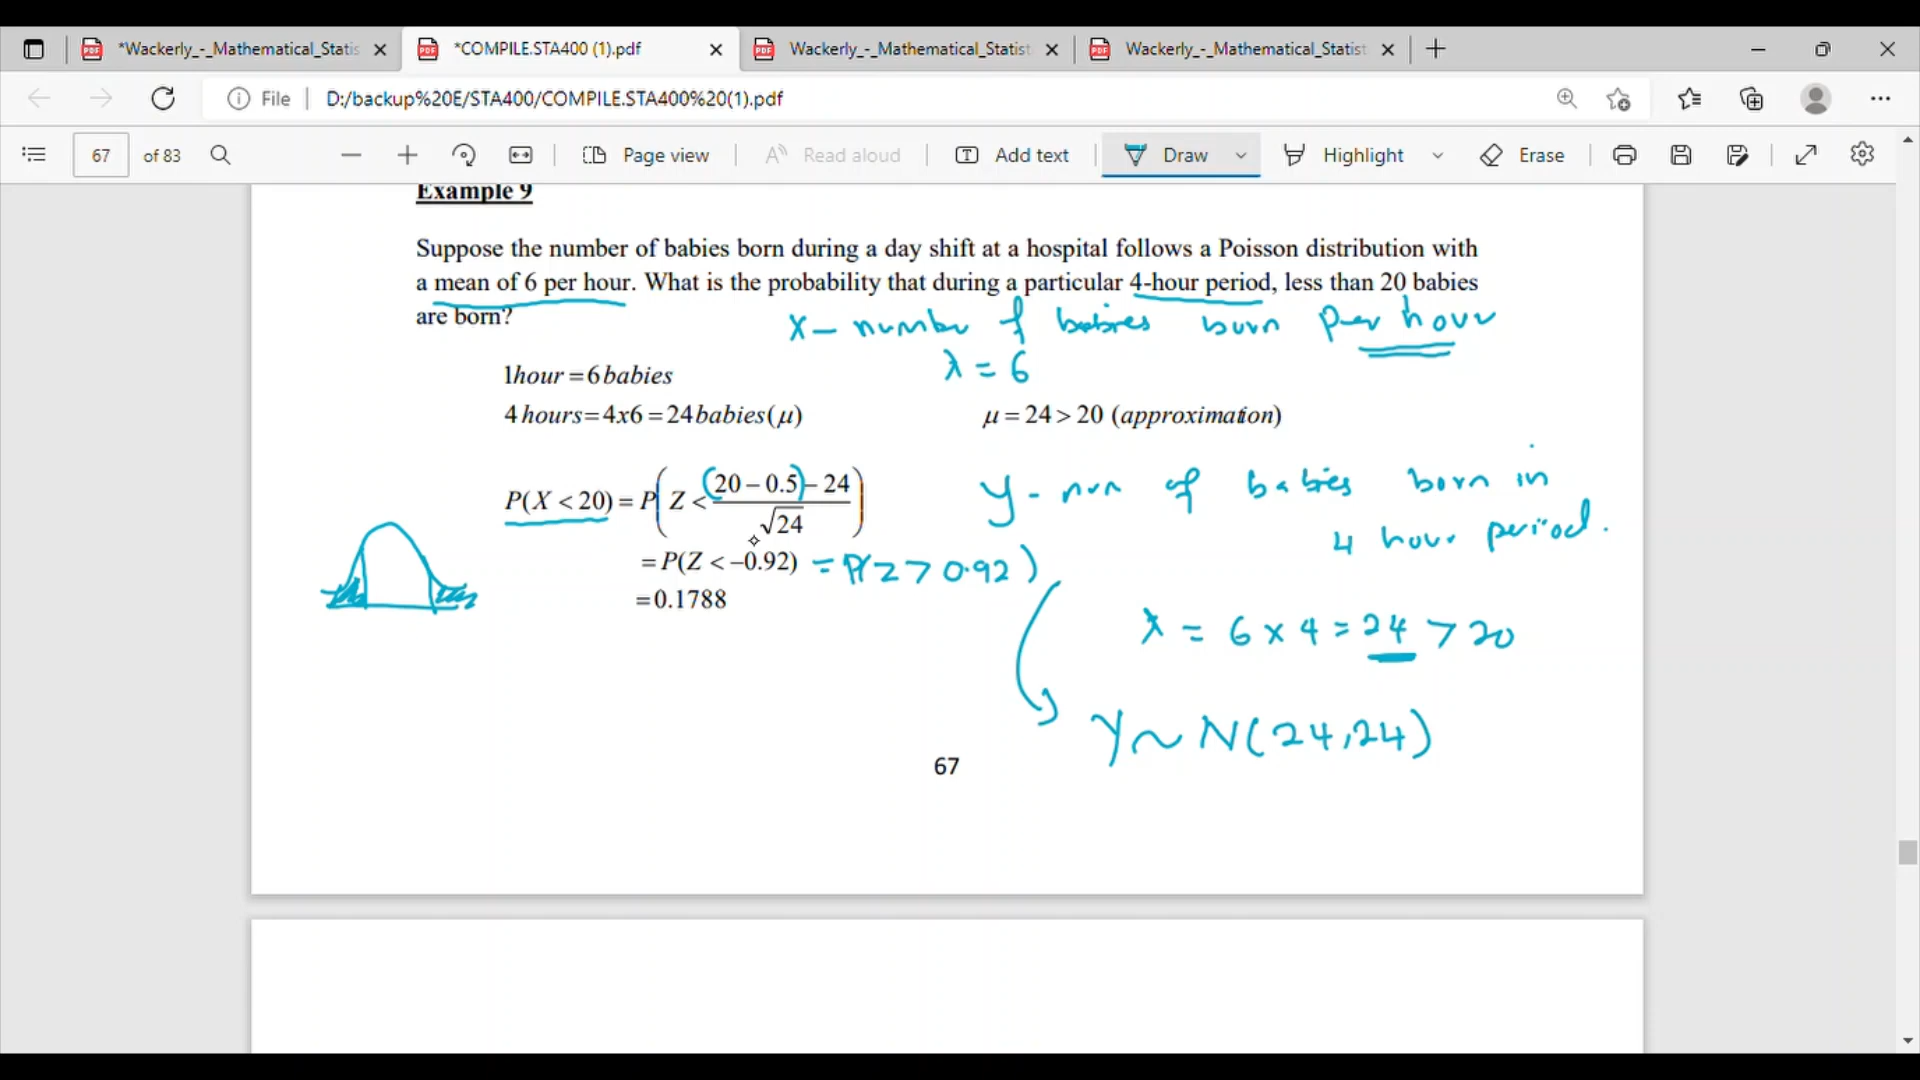 *Wackerly_-_Mathematical_Statis
*COMPILE.STA400 (1).pdf
Wackerly_-_Mathematical_Statist
Wackerly_-_Mathematical_Statist
File
D:/backup%20E/STA400/COMPILE.STA400%20(1).pdf
67 of 83
Page view
Read aloud
Add text
Draw
Highlight
Erase
Example 9
Suppose the number of babies born during a day shift at a hospital follows a Poisson distribution with
a mean of 6 per hour. What is the probability that during a particular 4-hour period, less than 20 babies
are born?
X – number of babies born per hour
λ = 6
1hour = 6babies
4 hours = 4x6 = 24 babies (μ)
μ = 24 > 20 (approximation)
P(X < 20) = P(Z < ((20 – 0.5) – 24)/√24)
Y - num of babies born in
4 hour period.
= P(Z < –0.92) = P(Z > 0.92)
= 0.1788
λ = 6 x 4 = 24 > 20
Y ~ N(24,24)
67